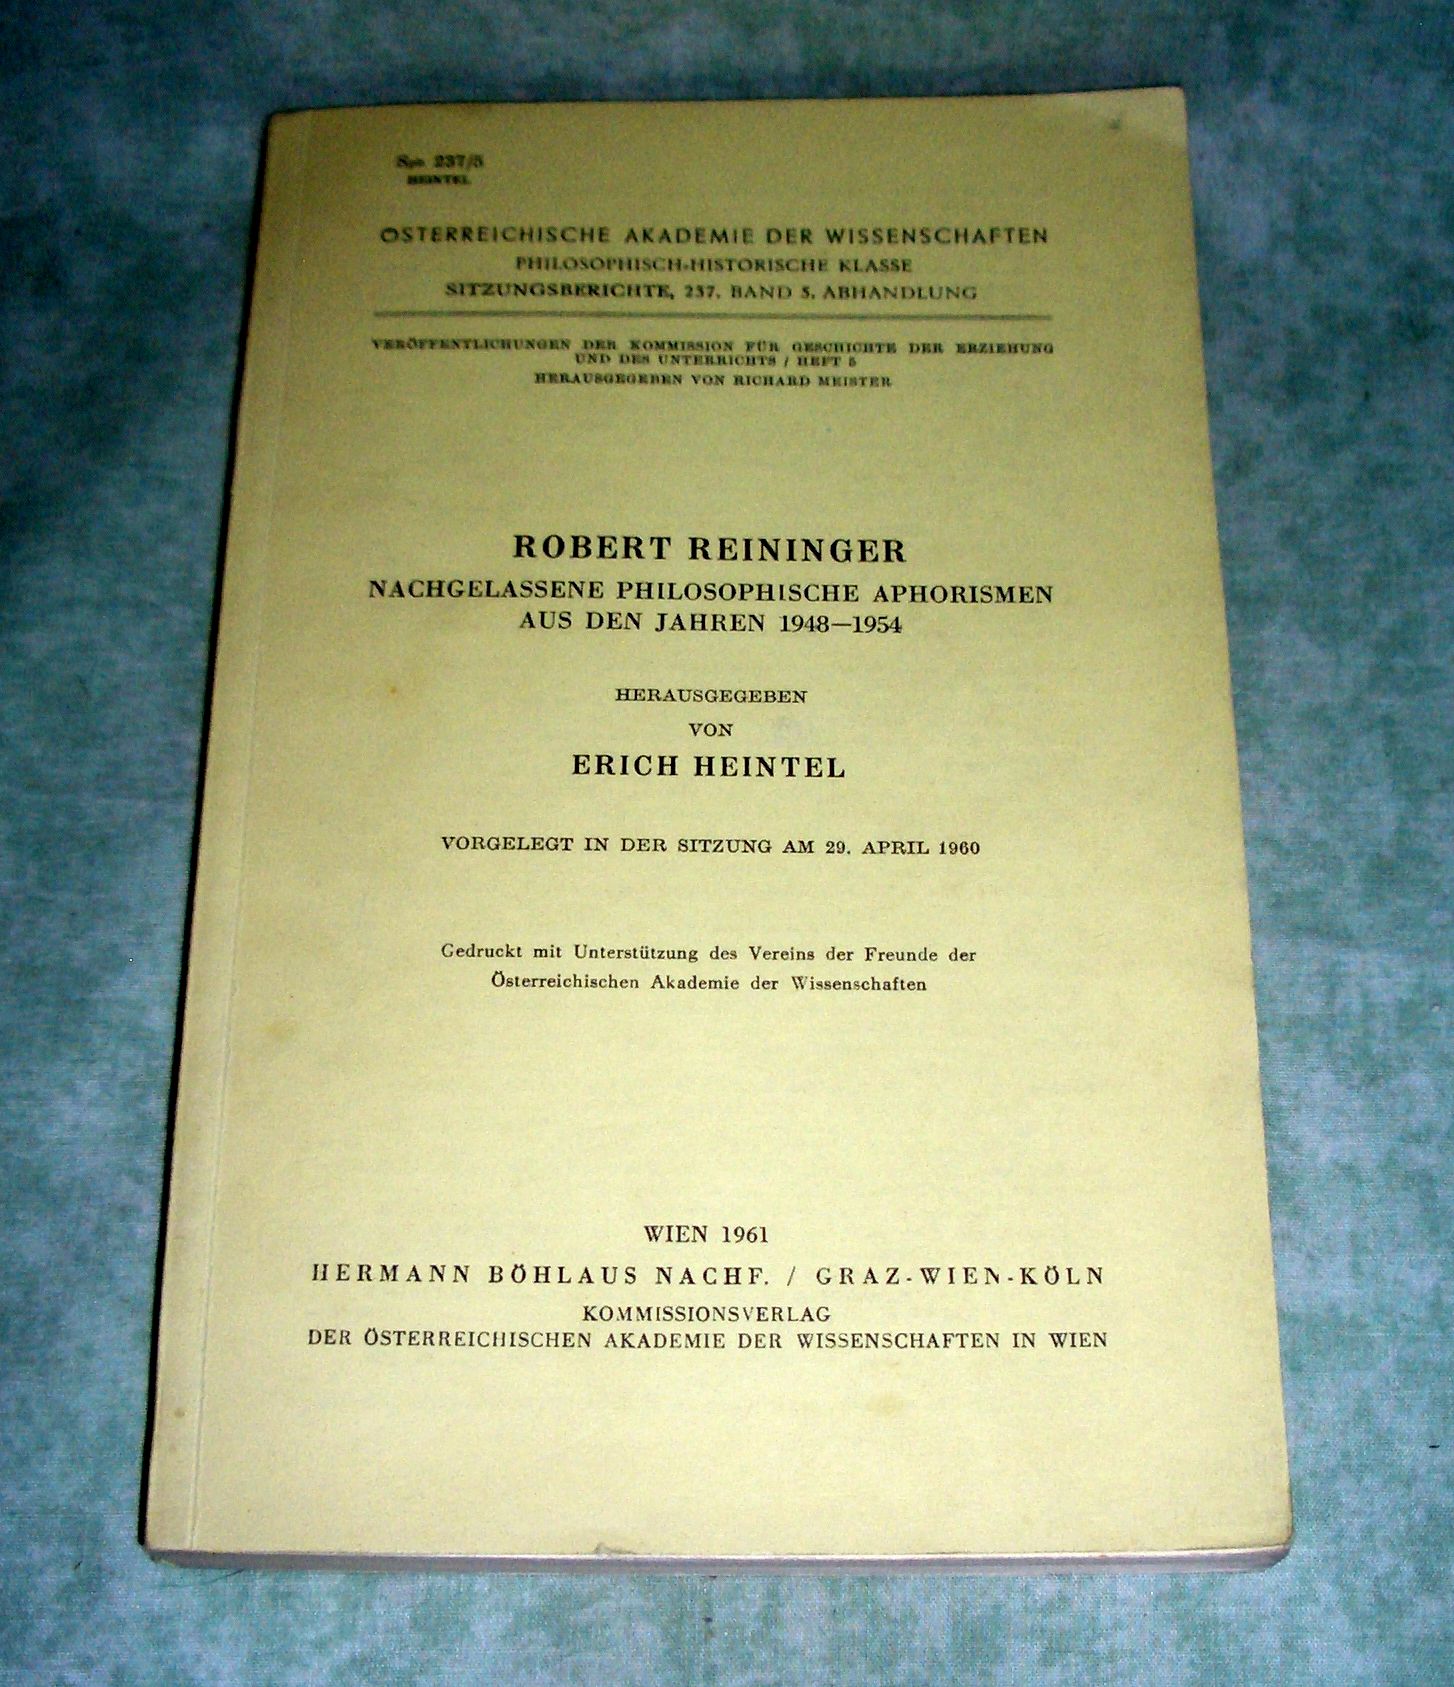 237/5
HEINTEL
ÖSTERREICHISCHE AKADEMIE DER WISSENSCHAFTEN
PHILOSOPHISCH-HISTORISCHE KLASSE
SITZUNGSBERICHTE, 237. BAND 5. ABHANDLUNG
VERÖFFENTLICHUNGEN DER KOMMISSION FÜR GESCHICHTE DER ERZIEHUNG
UND DES UNTERRICHTS / HEFT
HERAUSGEGEBEN VON RICHARD MEISTER
ROBERT REININGER
NACHGELASSENE PHILOSOPHISCHE APHORISMEN
AUS DEN JAHREN 1948—1954
HERAUSGEGEBEN
VON
ERICH HEINTEL
VORGELEGT IN DER SITZUNG AM 29. APRIL 1960
Gedruckt mit Unterstützung des Vereins der Freunde der
Österreichischen Akademie der Wissenschaften
WIEN 1961
HERMANN BÖHLAUS NACHF. / GRAZ-WIEN-KÖLN
KOMMISSIONSVERLAG
DER ÖSTERREICHISCHEN AKADEMIE DER WISSENSCHAFTEN IN WIEN